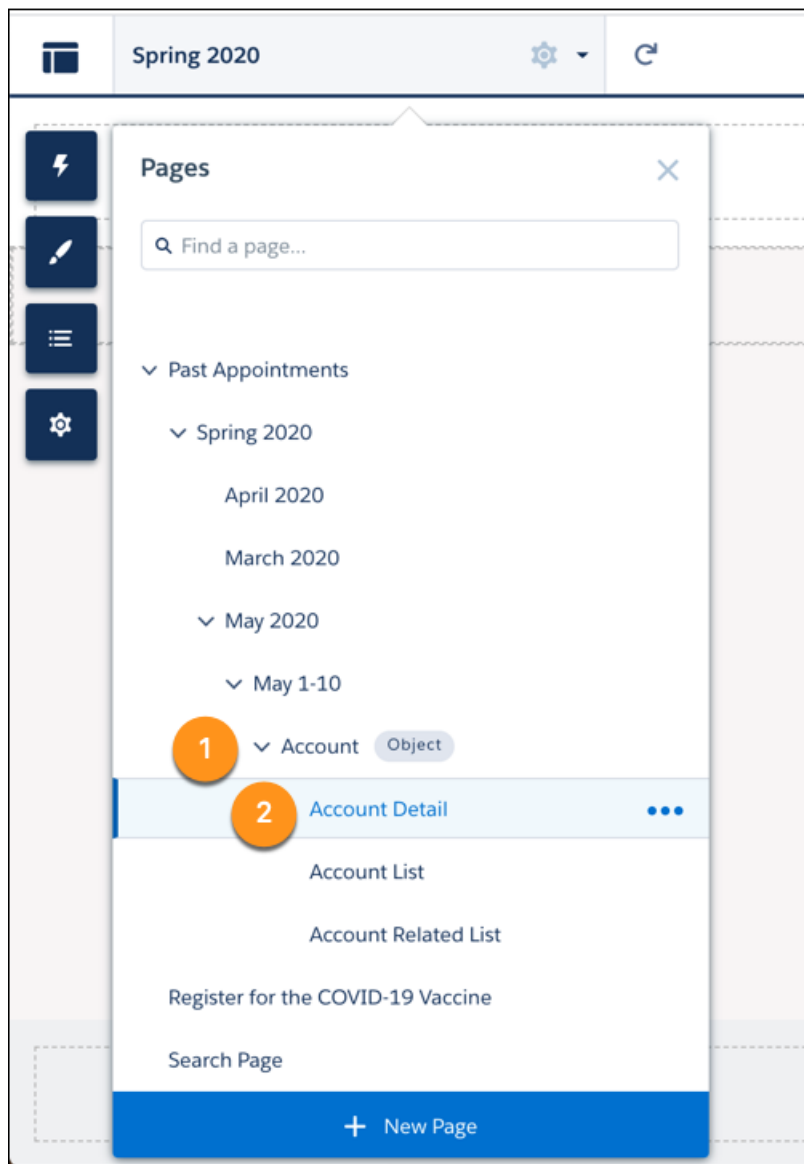 Spring 2020
Pages
Find a page...
Past Appointments
Spring 2020
April 2020
March 2020
May 2020
May 1-10
1 Account Object
2 Account Detail
Account List
Account Related List
Register for the COVID-19 Vaccine
Search Page
+ New Page